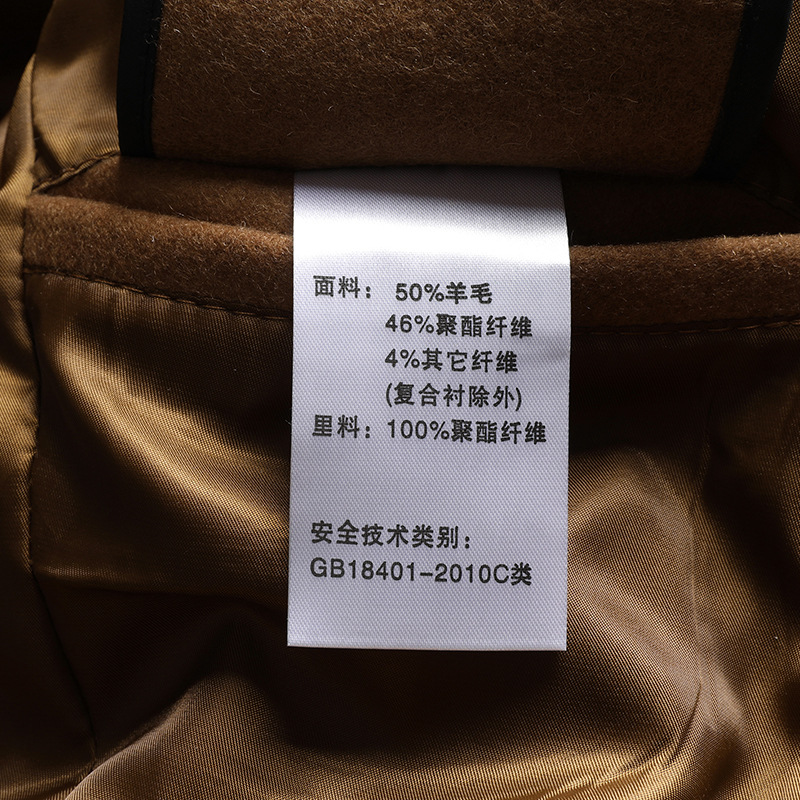 面料： 50%羊毛
46%聚酯纤维
4%其它纤维
(复合衬除外)
里料：100%聚酯纤维
安全技术类别：
GB18401-2010C类